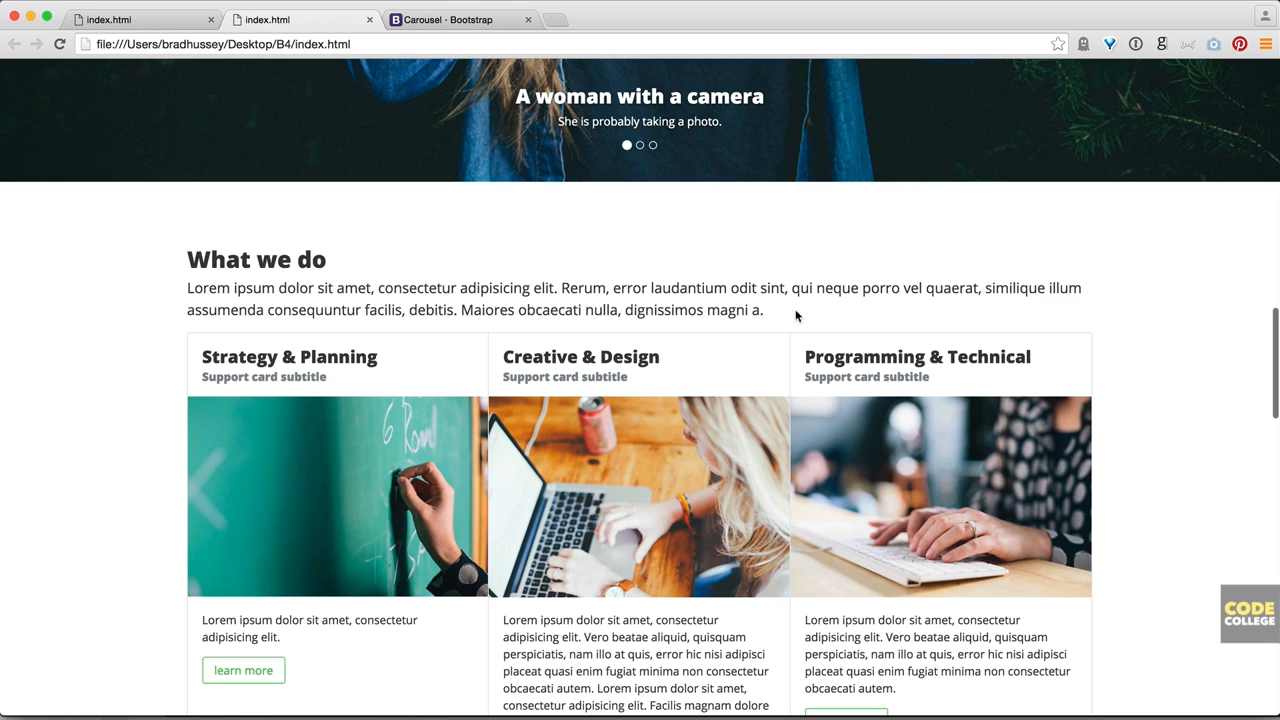 index.html
index.html
Carousel · Bootstrap
file:///Users/bradhussey/Desktop/B4/index.html
A woman with a camera
She is probably taking a photo.
What we do
Lorem ipsum dolor sit amet, consectetur adipisicing elit. Rerum, error laudantium odit sint, qui neque porro vel quaerat, similique illum
assumenda consequuntur facilis, debitis. Maiores obcaecati nulla, dignissimos magni a.
Strategy & Planning
Support card subtitle
Lorem ipsum dolor sit amet, consectetur
adipisicing elit.
learn more
Creative & Design
Support card subtitle
Lorem ipsum dolor sit amet, consectetur
adipisicing elit. Vero beatae aliquid, quisquam
perspiciatis, nam illo at quis, error hic nisi adipisci
placeat quasi enim fugiat minima non consectetur
obcaecati autem. Lorem ipsum dolor sit amet,
consectetur adipisicing elit. Facilis magnam dolore
Programming & Technical
Support card subtitle
Lorem ipsum dolor sit amet, consectetur
adipisicing elit. Vero beatae aliquid, quisquam
perspiciatis, nam illo at quis, error hic nisi adipisci
placeat quasi enim fugiat minima non consectetur
obcaecati autem.
CODE
COLLEGE